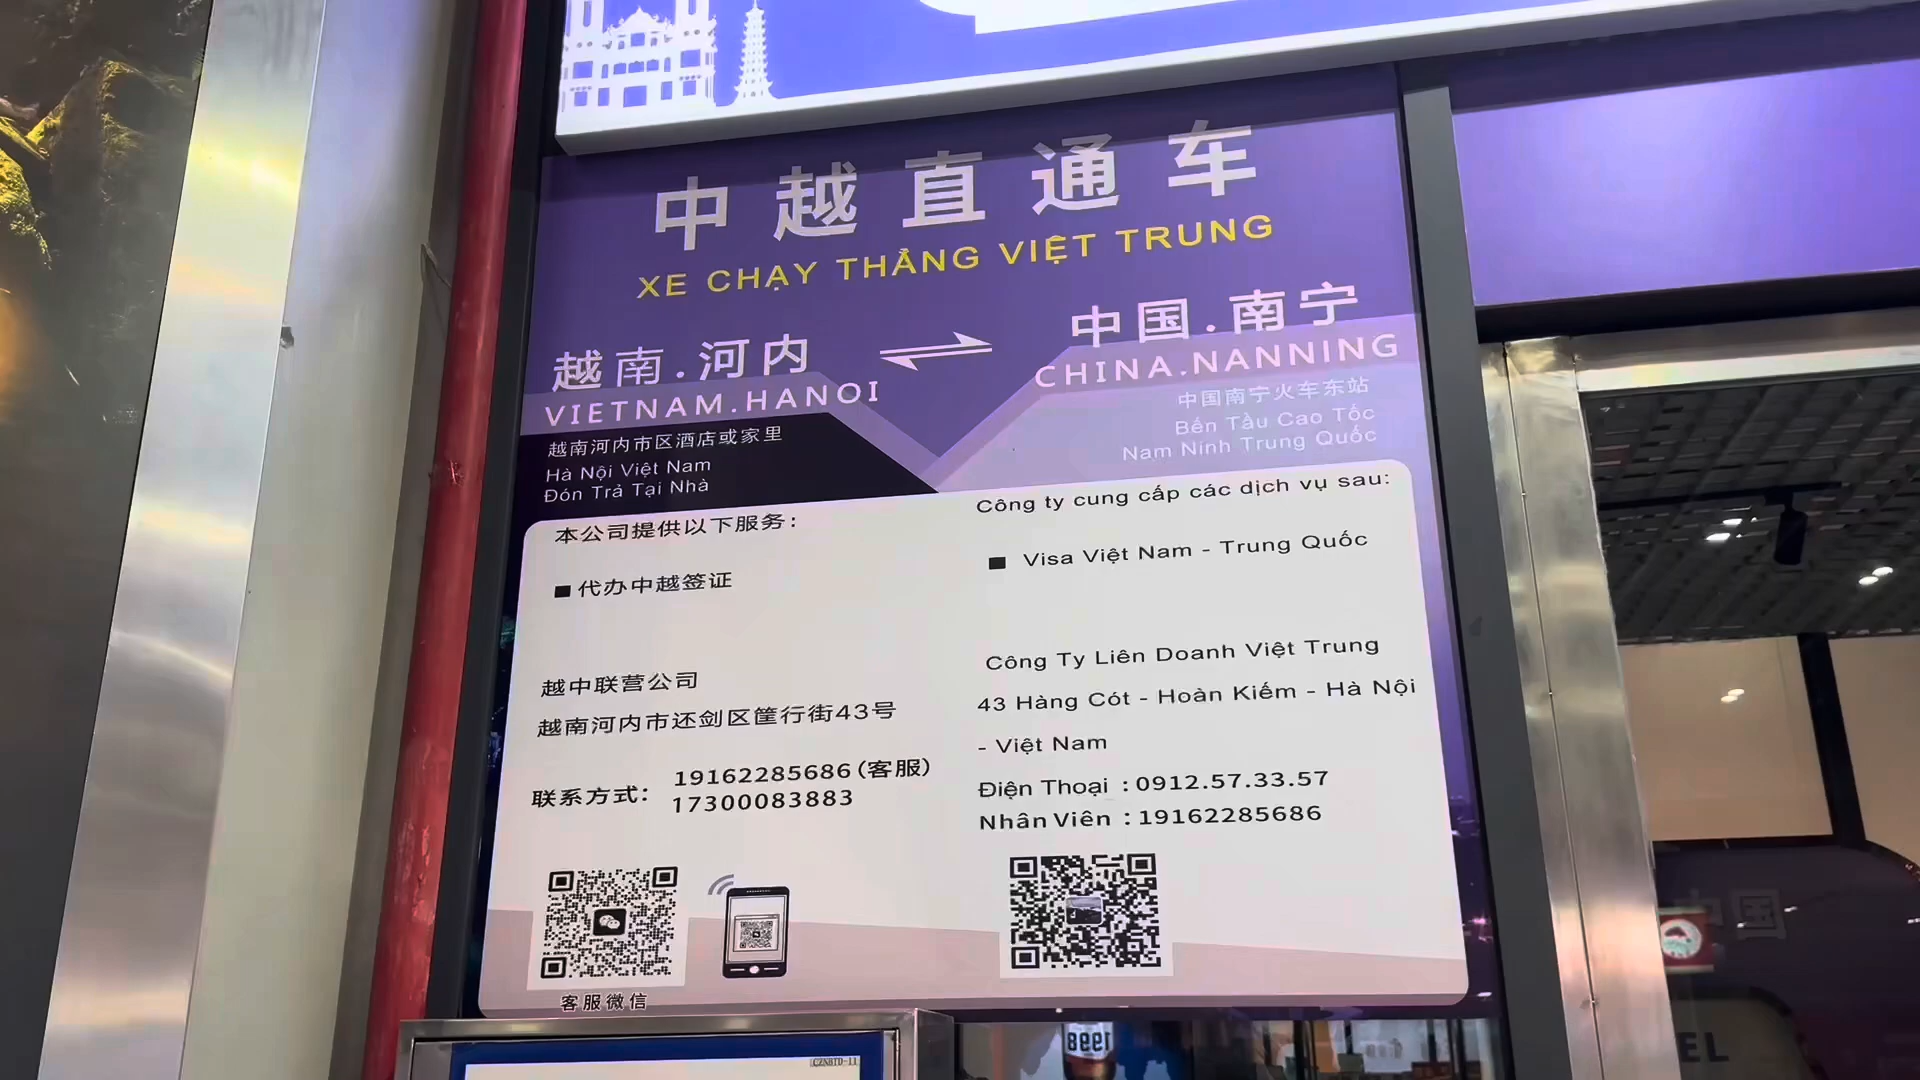 中越直通车
XE CHẠY THẲNG VIỆT TRUNG
越南.河内
VIETNAM.HANOI
越南河内市区酒店或家里
Hà Nội Việt Nam
Đón Trả Tại Nhà
中国.南宁
CHINA.NANNING
中国南宁火车东站
Bến Tầu Cao Tốc
Nam Ninh Trung Quốc
本公司提供以下服务：
■代办中越签证
越中联营公司
越南河内市还剑区筐行街43号
联系方式：
19162285686(客服)
17300083883
客服微信
Công ty cung cấp các dịch vụ sau:
■ Visa Việt Nam - Trung Quốc
Công Ty Liên Doanh Việt Trung
43 Hàng Cót - Hoàn Kiếm - Hà Nội
- Việt Nam
Điện Thoại :0912.57.33.57
Nhân Viên :19162285686
CZNBTD-11
1998
中国
EL